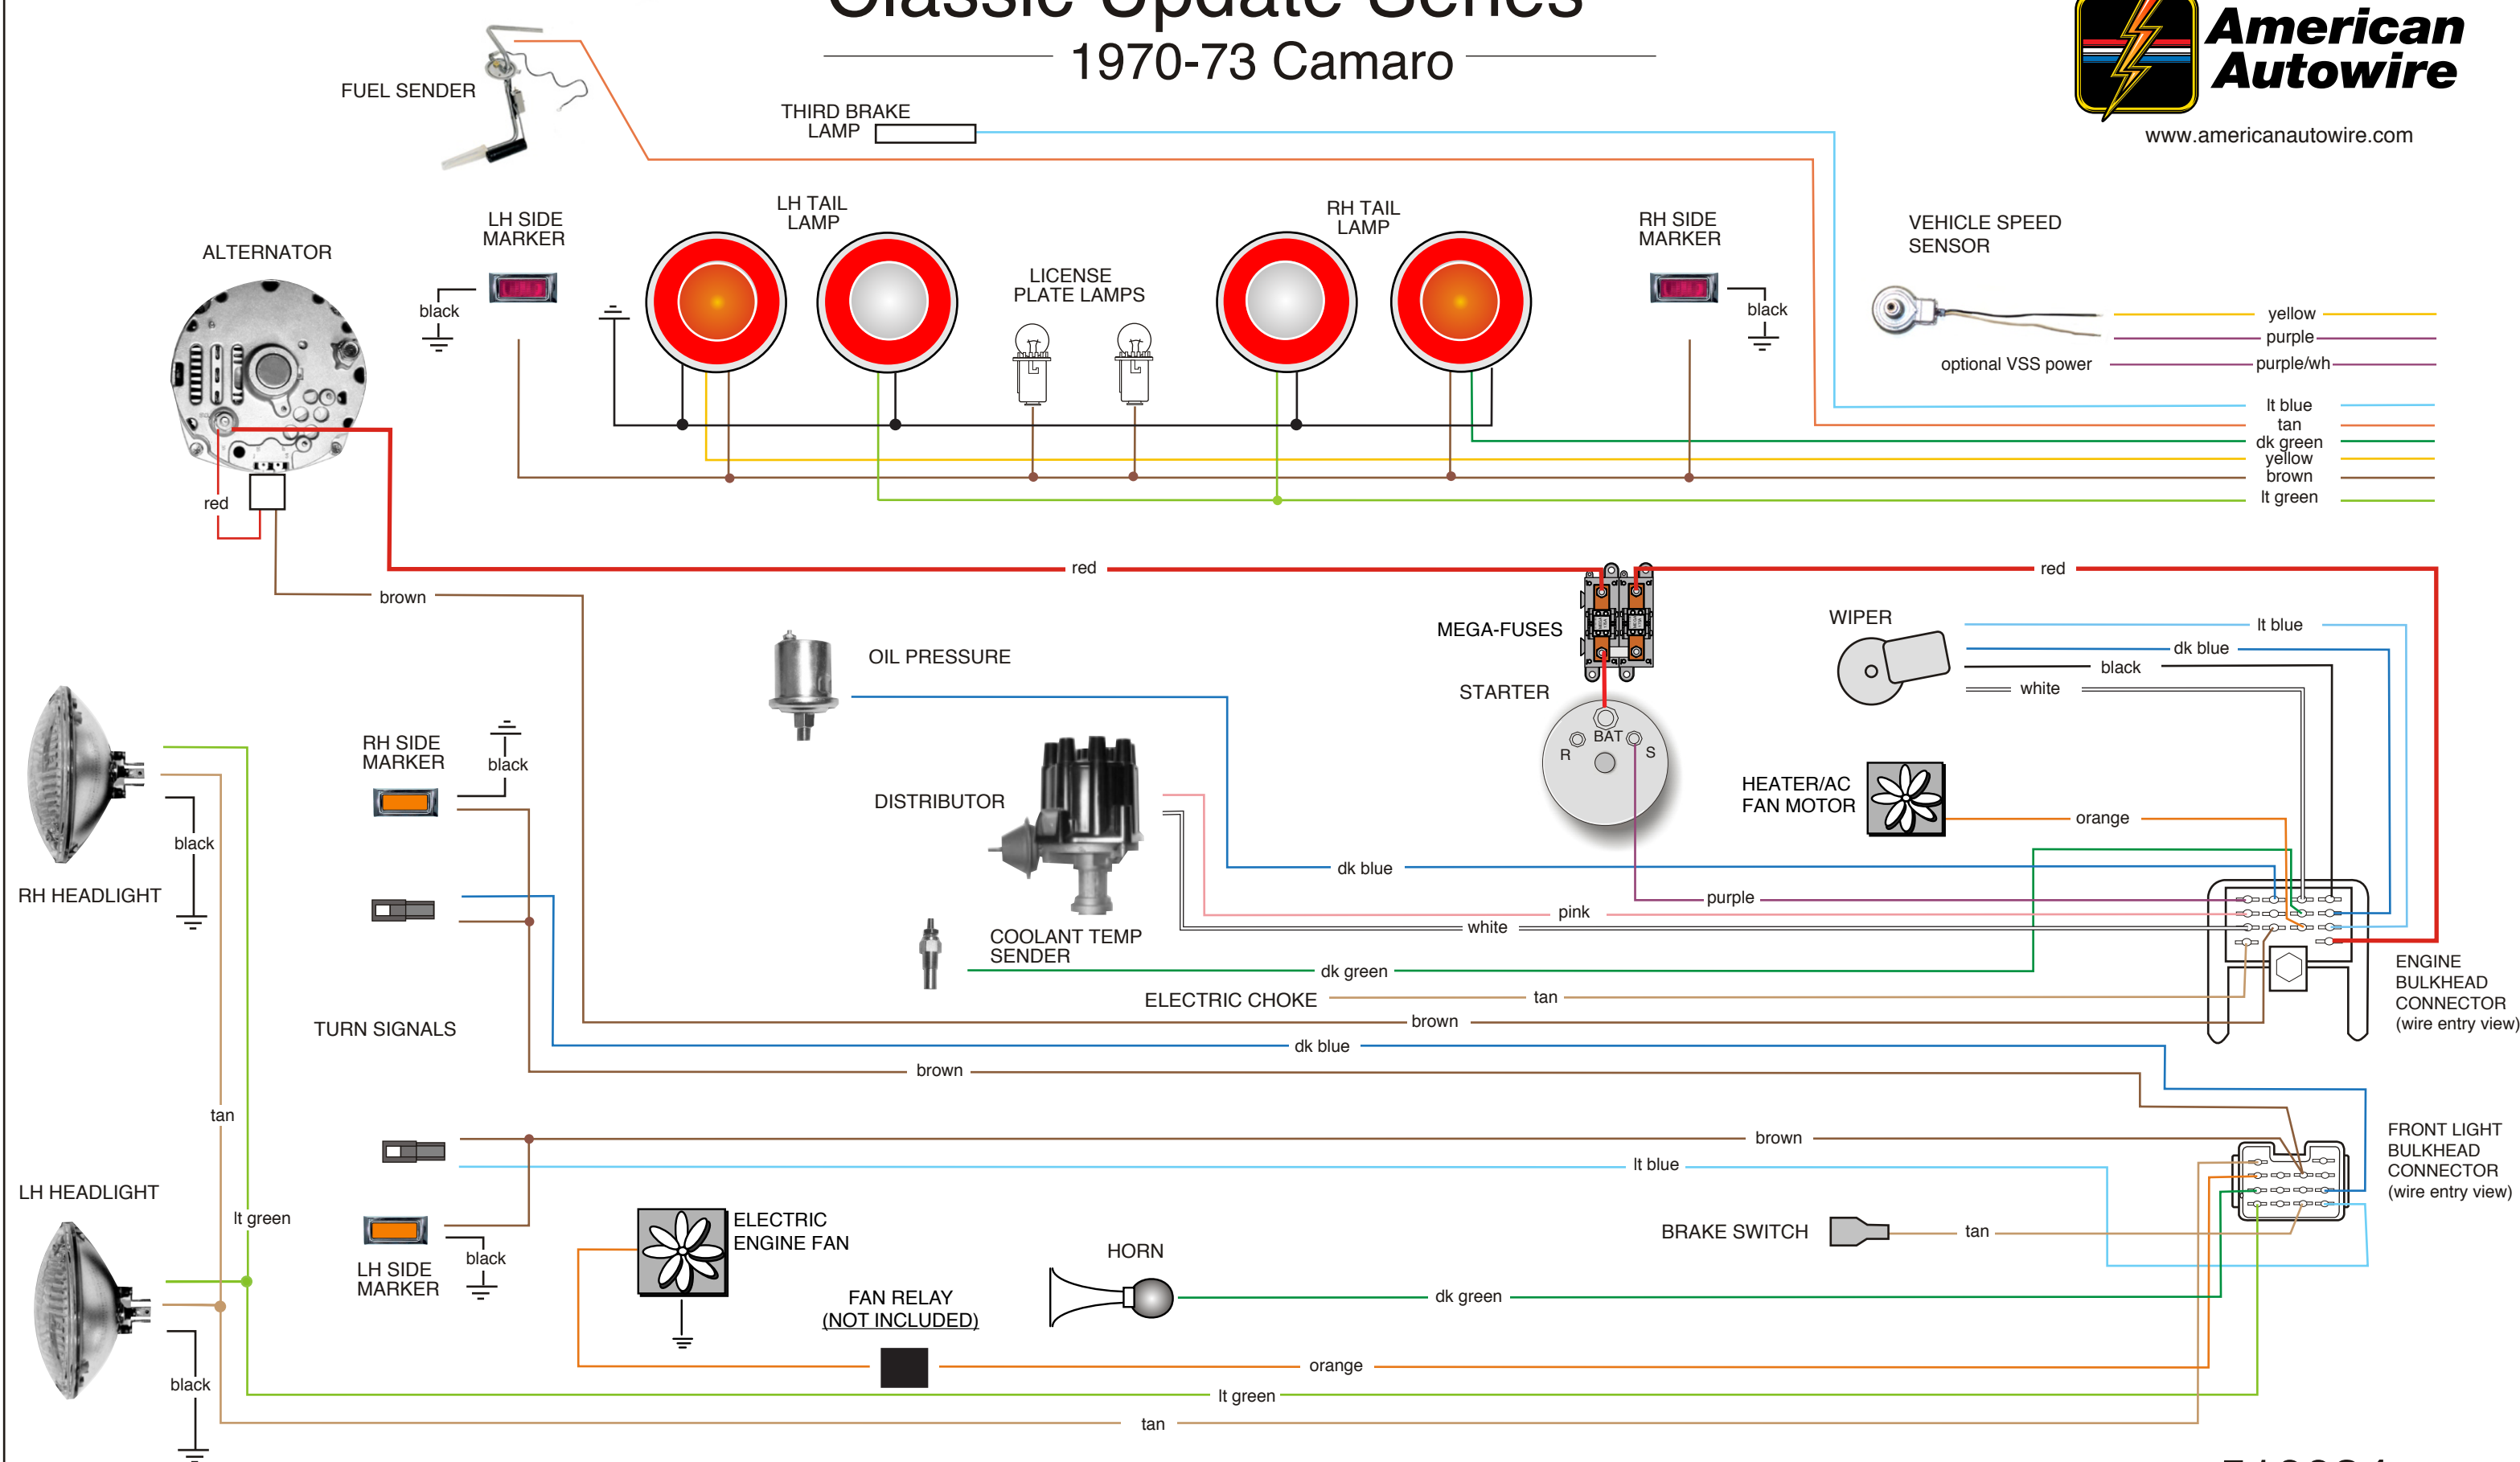 Classic Update Series
1970-73 Camaro
American
Autowire
www.americanautowire.com
FUEL SENDER
THIRD BRAKE
LAMP
ALTERNATOR
LH SIDE
MARKER
black
LH TAIL
LAMP
LICENSE
PLATE LAMPS
RH TAIL
LAMP
RH SIDE
MARKER
black
VEHICLE SPEED
SENSOR
yellow
purple
optional VSS power
purple/wh
lt blue
tan
dk green
yellow
brown
lt green
red
red
red
brown
MEGA-FUSES
WIPER
lt blue
dk blue
black
white
OIL PRESSURE
STARTER
BAT
R
S
RH SIDE
MARKER
black
HEATER/AC
FAN MOTOR
orange
DISTRIBUTOR
black
RH HEADLIGHT
dk blue
purple
pink
white
COOLANT TEMP
SENDER
dk green
ELECTRIC CHOKE
tan
brown
ENGINE
BULKHEAD
CONNECTOR
(wire entry view)
TURN SIGNALS
dk blue
brown
tan
brown
lt blue
FRONT LIGHT
BULKHEAD
CONNECTOR
(wire entry view)
LH HEADLIGHT
lt green
ELECTRIC
ENGINE FAN
BRAKE SWITCH
tan
black
LH SIDE
MARKER
HORN
dk green
FAN RELAY
(NOT INCLUDED)
orange
black
lt green
tan